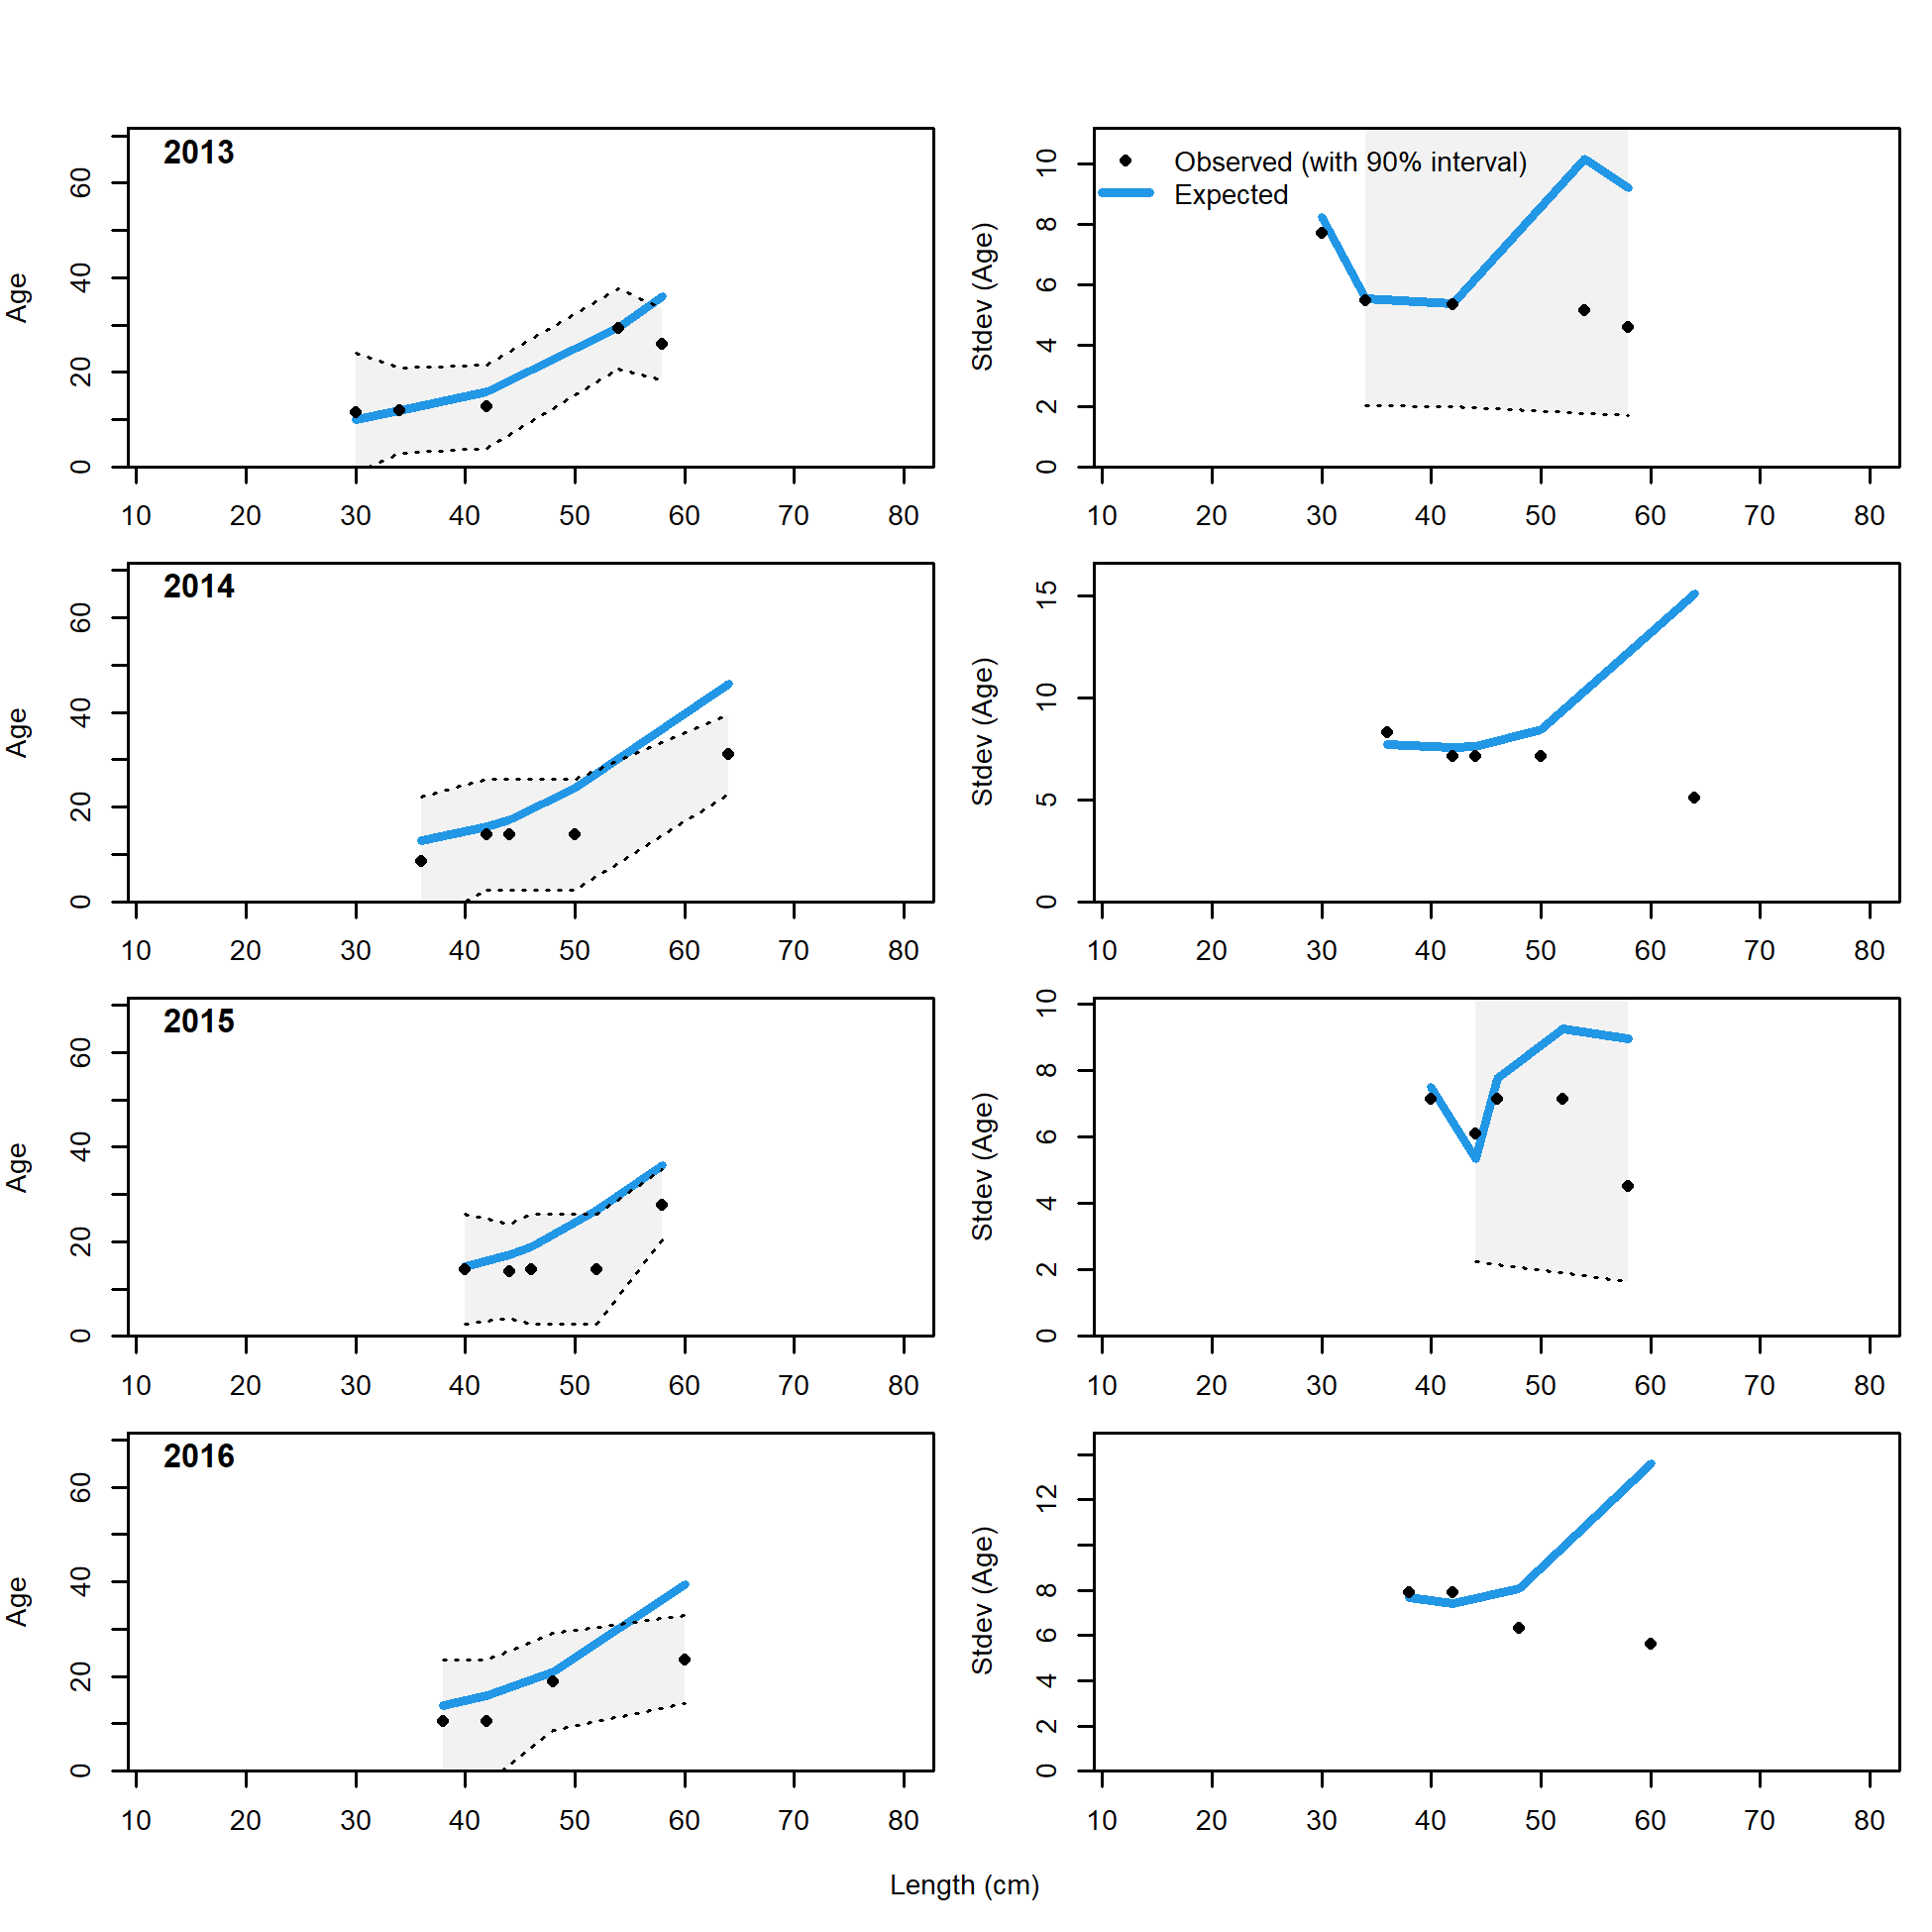 2013
Age
0 20 40 60
10 20 30 40 50 60 70 80
Observed (with 90% interval)
Expected
Stdev (Age)
0 2 4 6 8 10
10 20 30 40 50 60 70 80
2014
Age
0 20 40 60
10 20 30 40 50 60 70 80
Stdev (Age)
0 5 10 15
10 20 30 40 50 60 70 80
2015
Age
0 20 40 60
10 20 30 40 50 60 70 80
Stdev (Age)
0 2 4 6 8 10
10 20 30 40 50 60 70 80
2016
Age
0 20 40 60
10 20 30 40 50 60 70 80
Stdev (Age)
0 2 4 6 8 12
10 20 30 40 50 60 70 80
Length (cm)